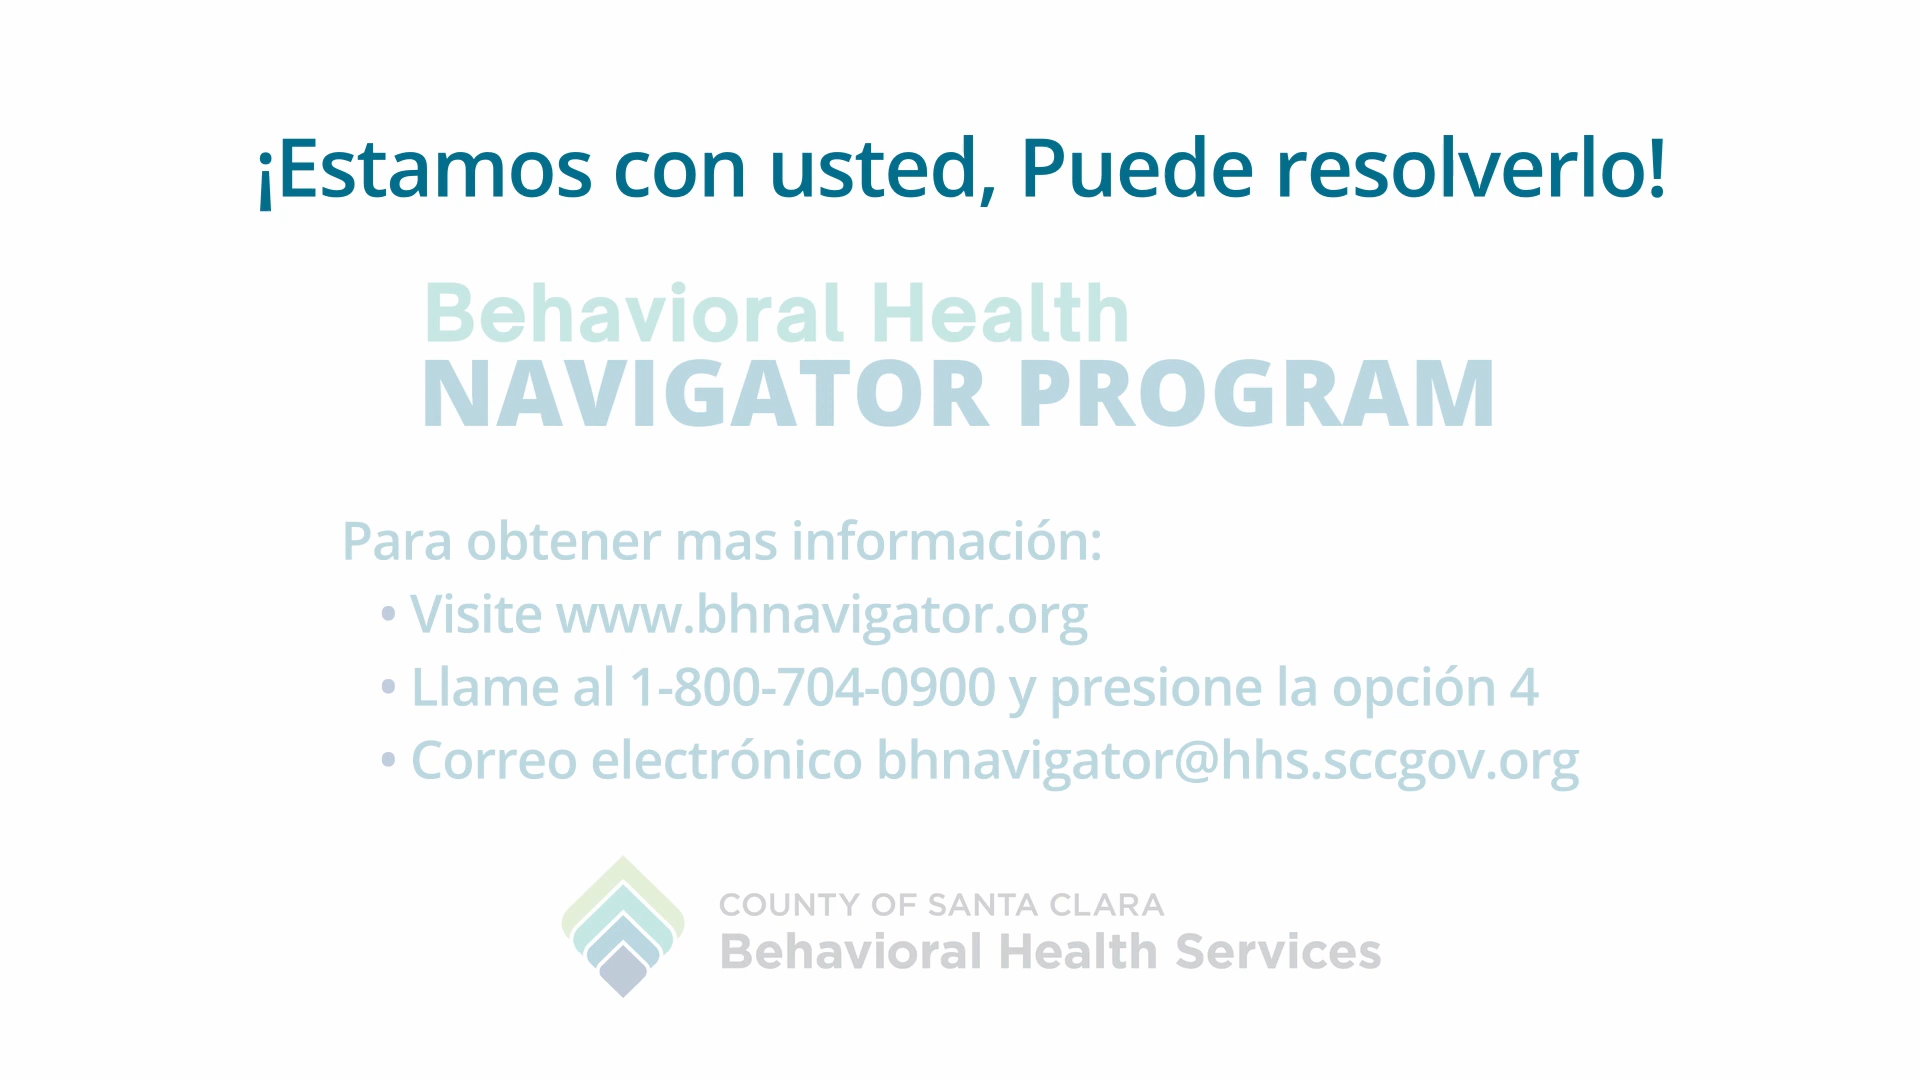 ¡Estamos con usted, Puede resolverlo!
Behavioral Health
NAVIGATOR PROGRAM
Para obtener mas información:
• Visite www.bhnavigator.org
• Llame al 1-800-704-0900 y presione la opción 4
• Correo electrónico bhnavigator@hhs.sccgov.org
COUNTY OF SANTA CLARA
Behavioral Health Services